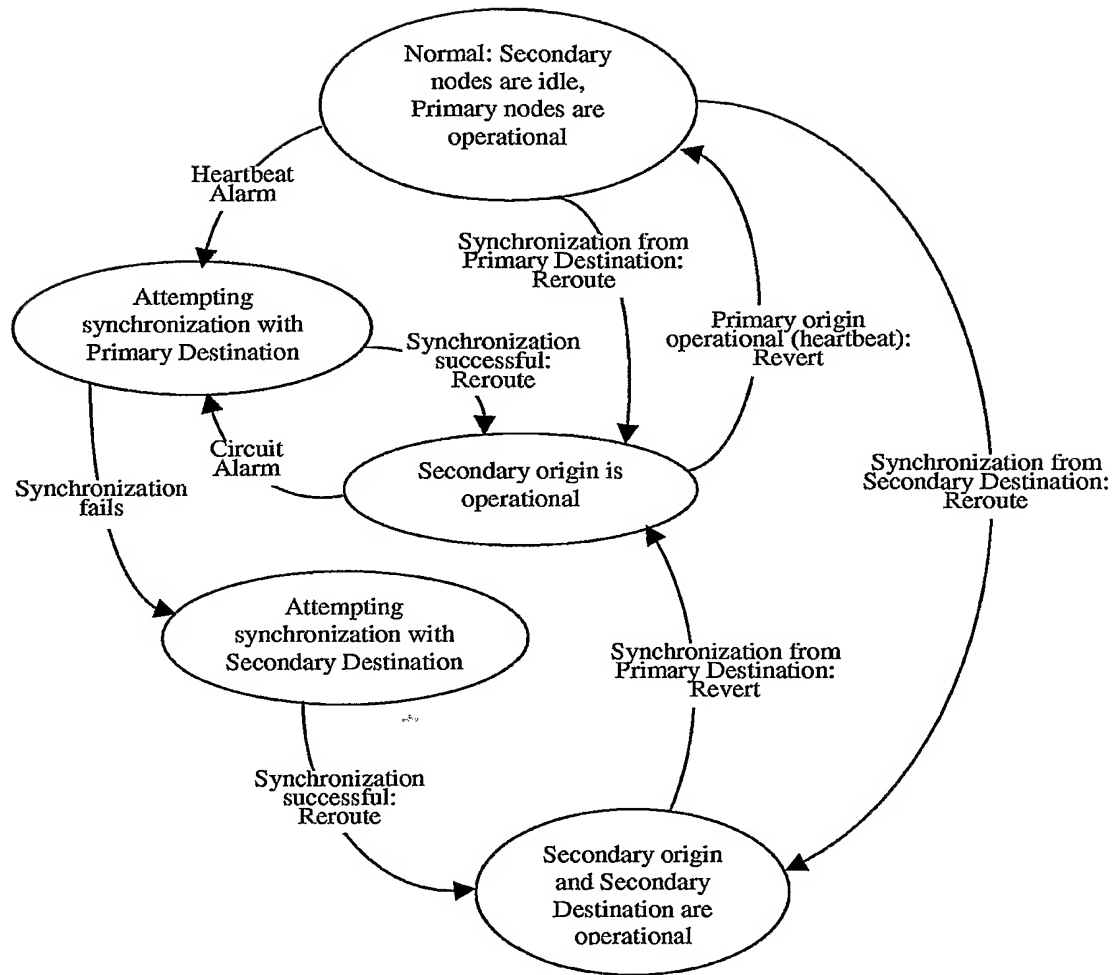 Normal: Secondary
nodes are idle,
Primary nodes are
operational
Heartbeat
Alarm
Synchronization from
Primary Destination:
Reroute
Attempting
synchronization with
Primary Destination
Primary origin
operational (heartbeat):
Revert
Synchronization
successful:
Reroute
Circuit
Alarm
Secondary origin is
operational
Synchronization from
Secondary Destination:
Reroute
Synchronization
fails
Attempting
synchronization with
Secondary Destination
Synchronization from
Primary Destination:
Revert
Synchronization
successful:
Reroute
Secondary origin
and Secondary
Destination are
operational